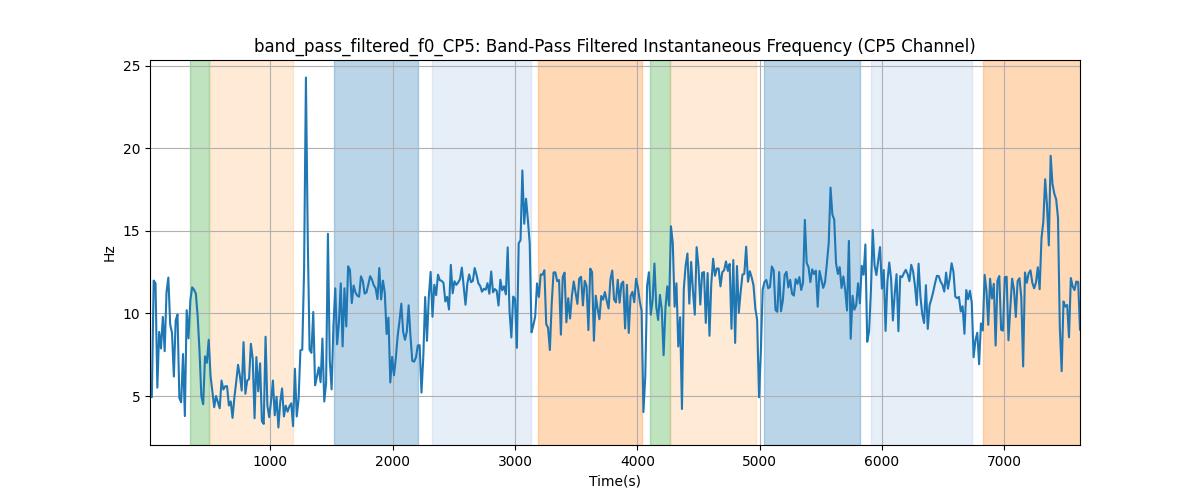 band_pass_filtered_f0_CP5: Band-Pass Filtered Instantaneous Frequency (CP5 Channel)
25
20
15
10
5
Hz
1000 2000 3000 4000 5000 6000 7000
Time(s)